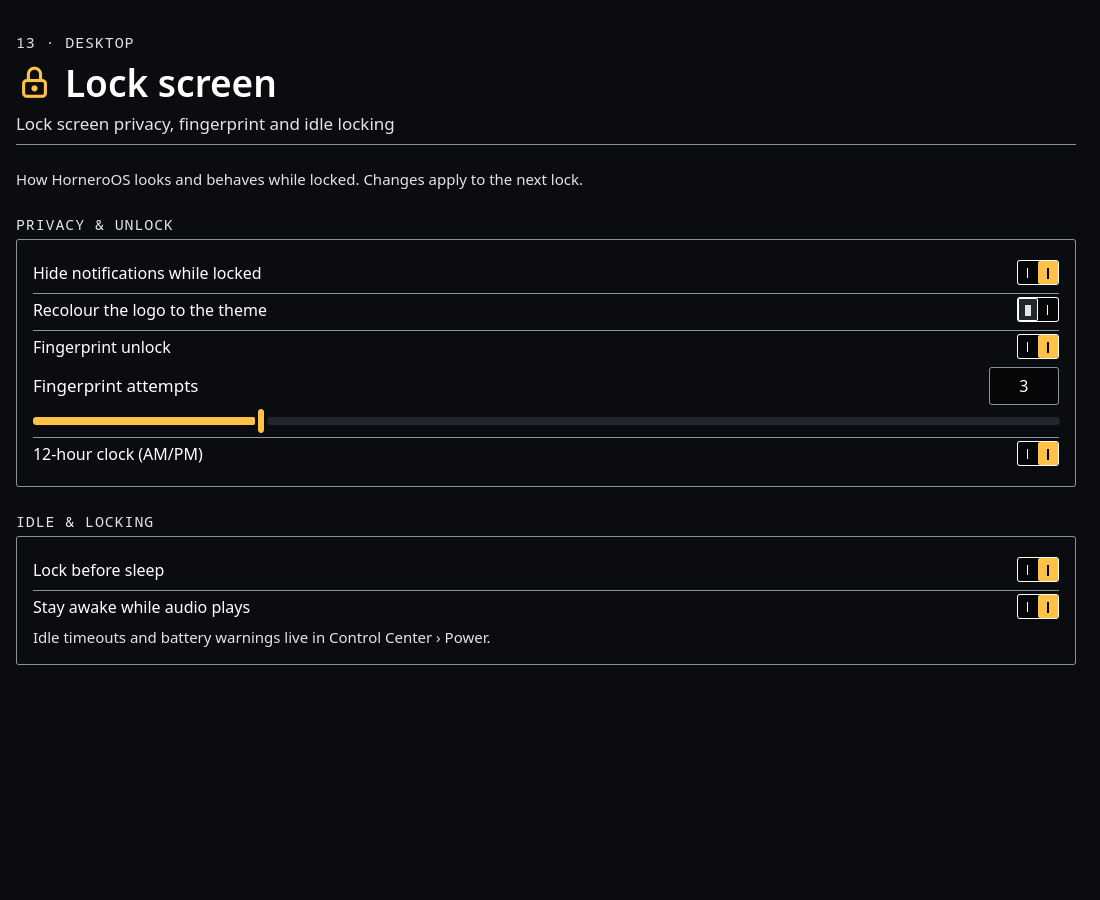 13 · DESKTOP
Lock screen
Lock screen privacy, fingerprint and idle locking
How HorneroOS looks and behaves while locked. Changes apply to the next lock.
PRIVACY & UNLOCK
Hide notifications while locked
Recolour the logo to the theme
Fingerprint unlock
Fingerprint attempts 3
12-hour clock (AM/PM)
IDLE & LOCKING
Lock before sleep
Stay awake while audio plays
Idle timeouts and battery warnings live in Control Center › Power.